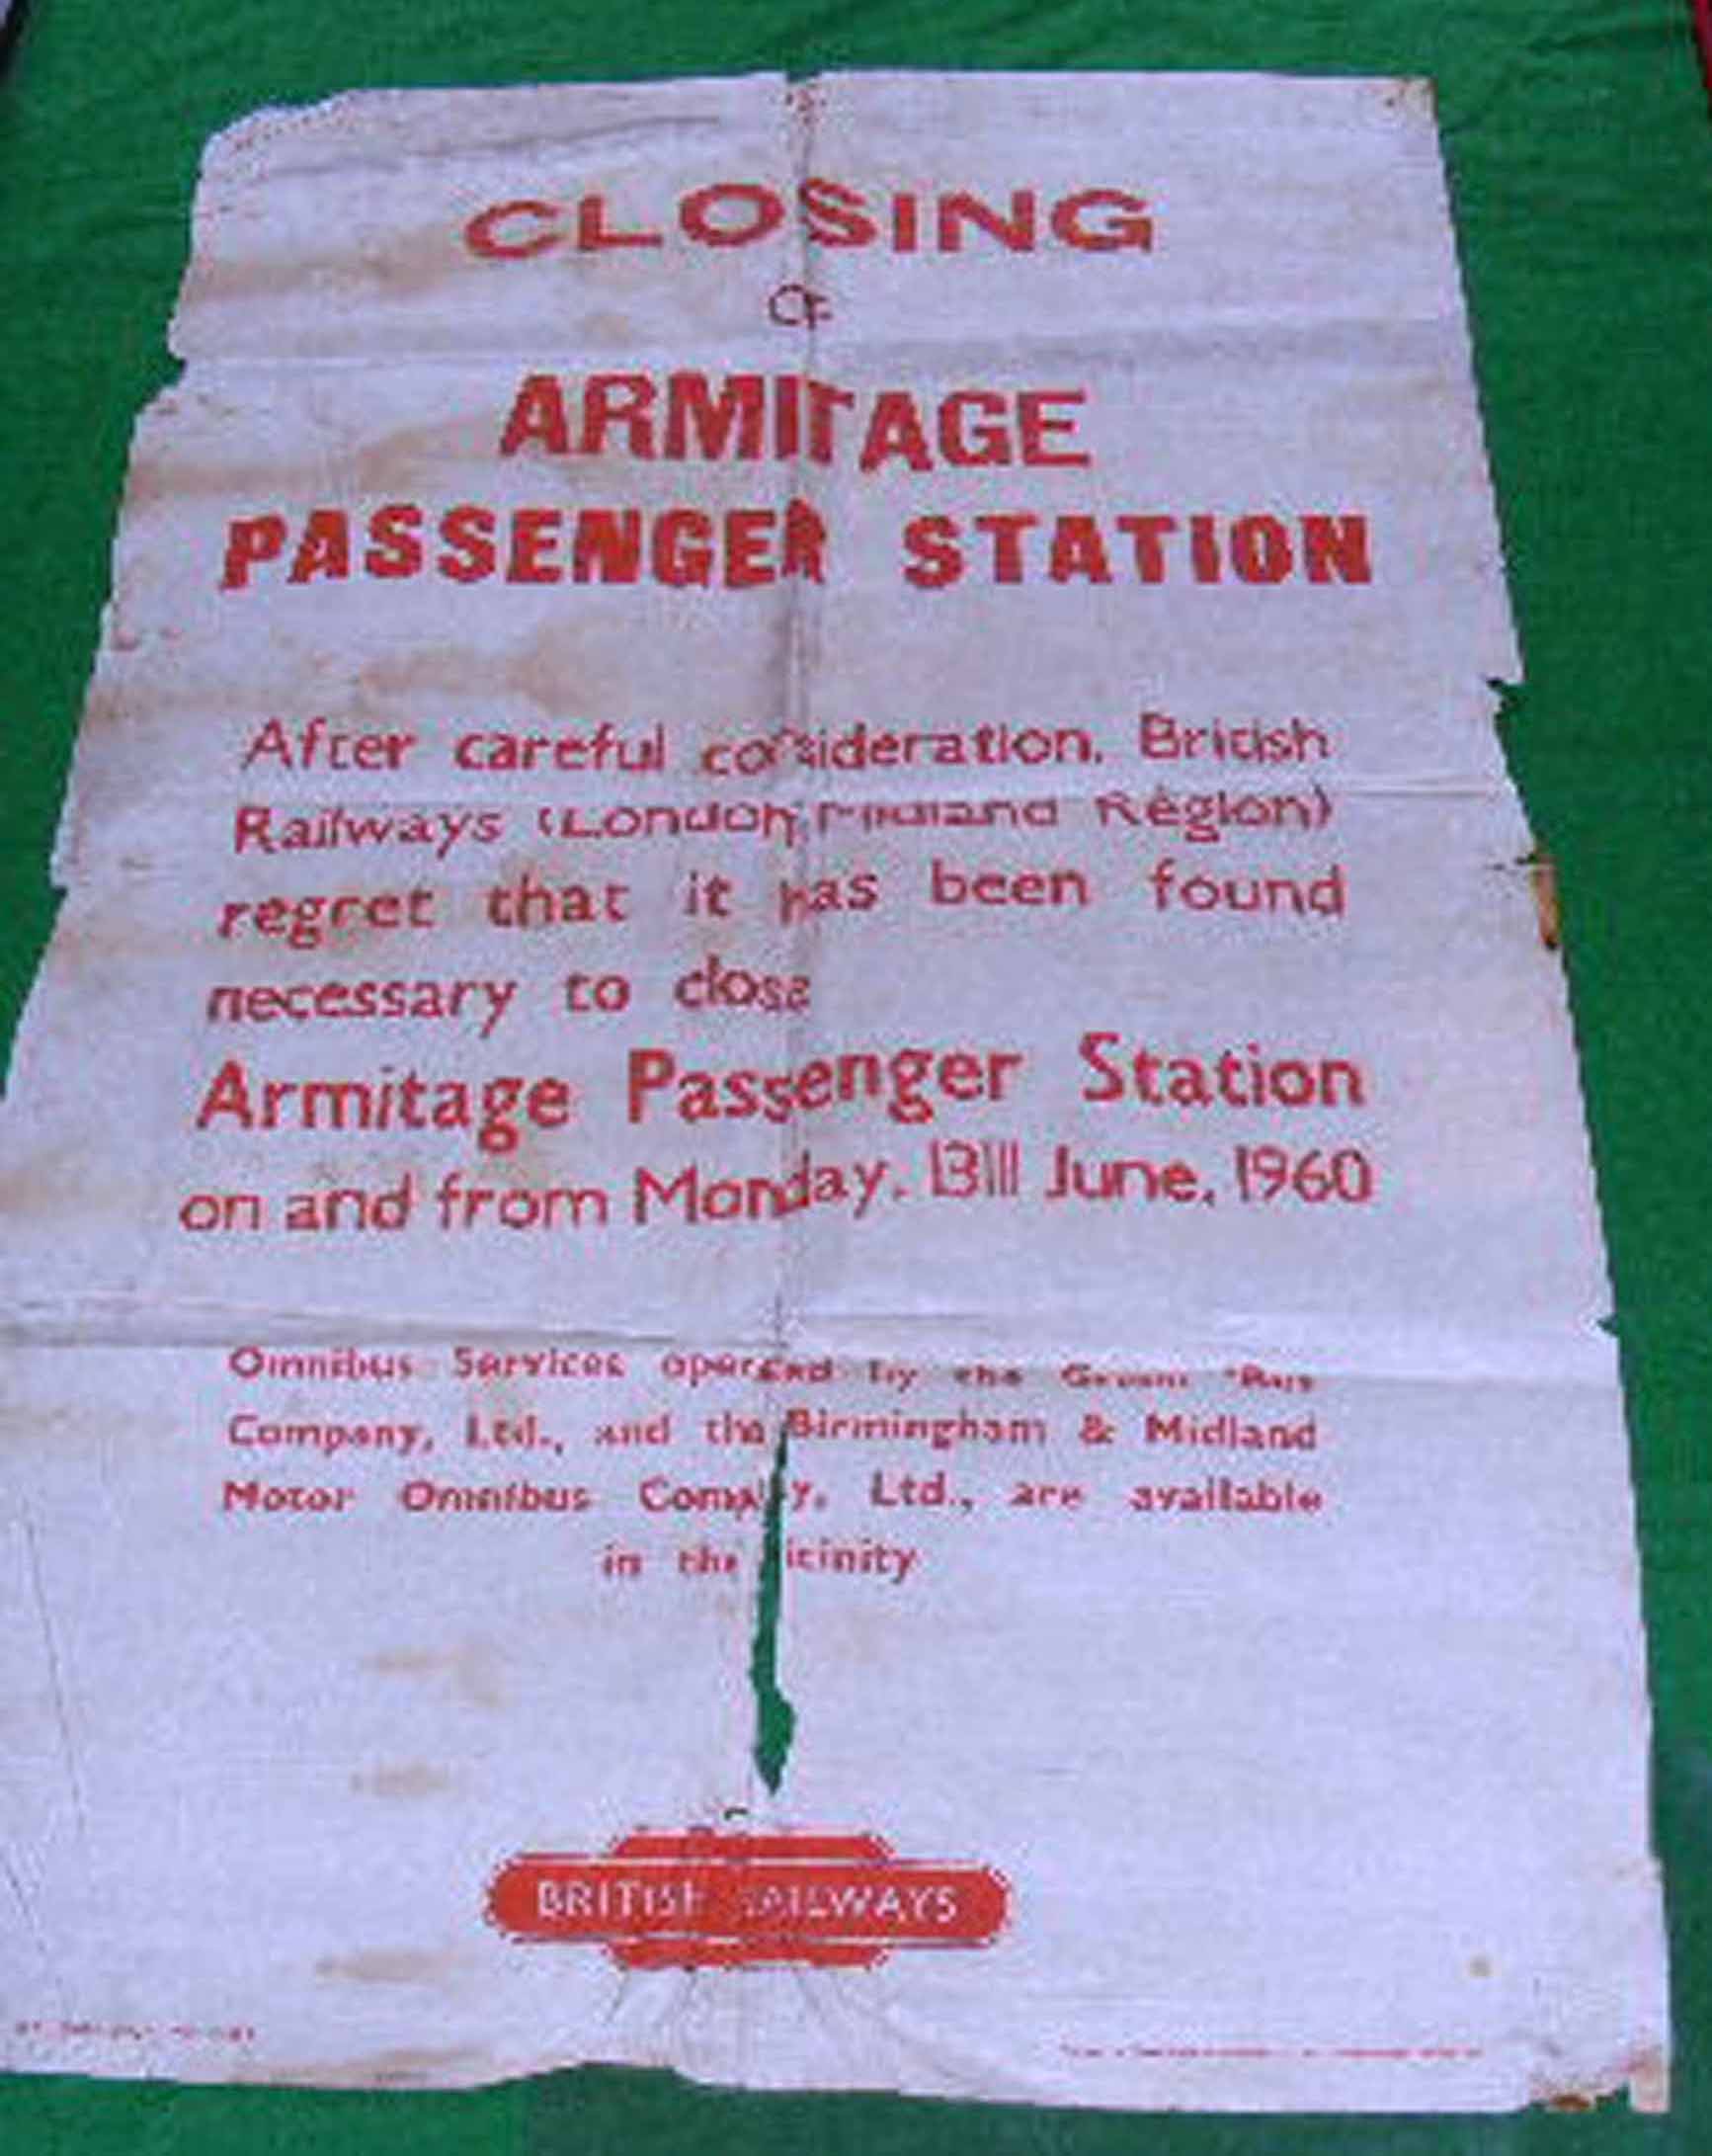 CLOSING
OF
ARMITAGE
PASSENGER STATION
After careful consideration, British
Railways (London Midland Region)
regret that it has been found
necessary to close
Armitage Passenger Station
on and from Monday, 13th June, 1960
Omnibus Services operated by the Green Bus
Company, Ltd., and the Birmingham & Midland
Motor Omnibus Company, Ltd., are available
in the vicinity
BRITISH RAILWAYS